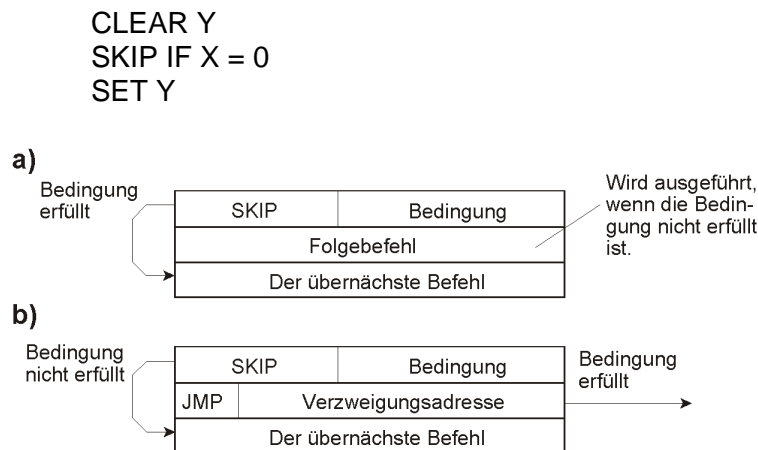 CLEAR Y
SKIP IF X = 0
SET Y
a)
Bedingung
erfüllt
SKIP Bedingung
Folgebefehl
Der übernächste Befehl
Wird ausgeführt,
wenn die Bedin-
gung nicht erfüllt
ist.
b)
Bedingung
nicht erfüllt
SKIP Bedingung
JMP Verzweigungsadresse
Der übernächste Befehl
Bedingung
erfüllt